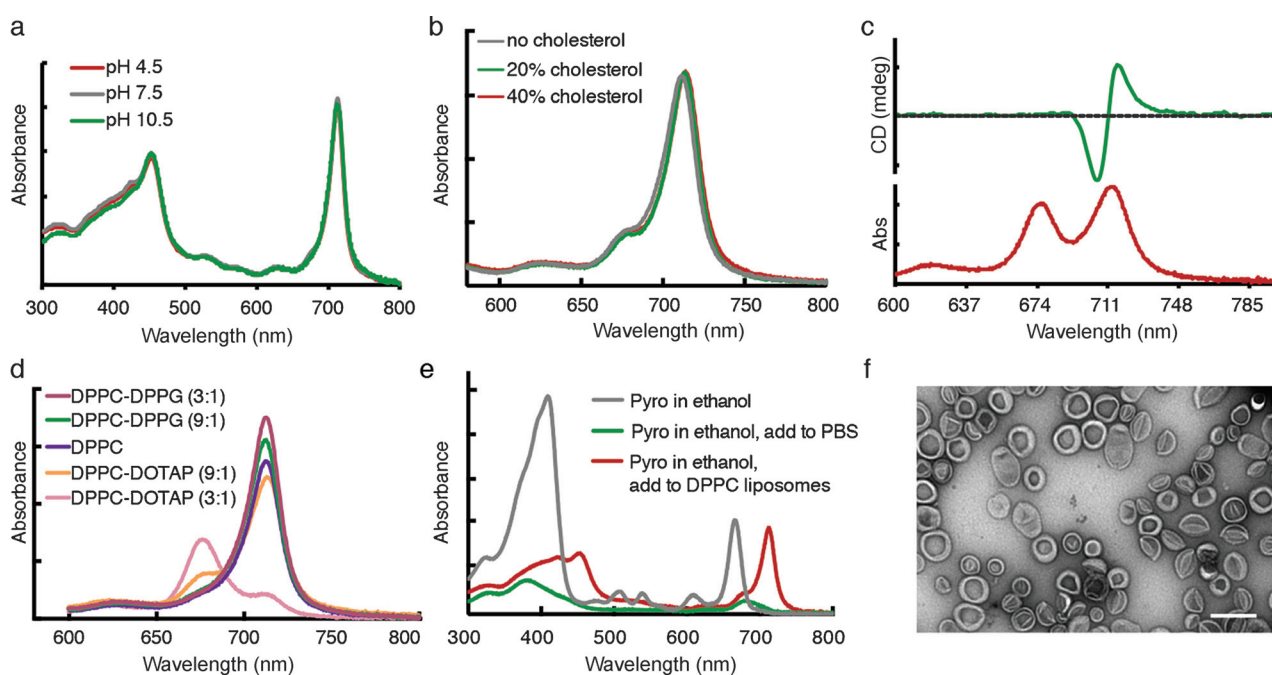 a
pH 4.5
pH 7.5
pH 10.5
Absorbance
300 400 500 600 700 800
Wavelength (nm)
b
no cholesterol
20% cholesterol
40% cholesterol
Absorbance
600 650 700 750 800
Wavelength (nm)
c
CD (mdeg)
Abs
600 637 674 711 748 785
Wavelength (nm)
d
DPPC-DPPG (3:1)
DPPC-DPPG (9:1)
DPPC
DPPC-DOTAP (9:1)
DPPC-DOTAP (3:1)
Absorbance
600 650 700 750 800
Wavelength (nm)
e
Pyro in ethanol
Pyro in ethanol, add to PBS
Pyro in ethanol,
add to DPPC liposomes
Absorbance
300 400 500 600 700 800
Wavelength (nm)
f